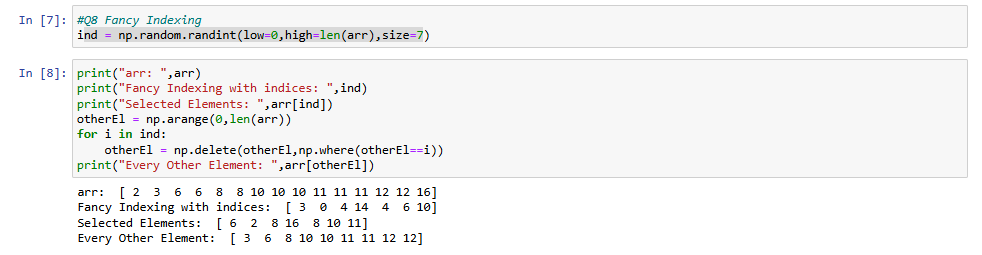 In [7]: #Q8 Fancy Indexing
ind = np.random.randint(low=0,high=len(arr),size=7)
In [8]: print("arr: ",arr)
print("Fancy Indexing with indices: ",ind)
print("Selected Elements: ",arr[ind])
otherEl = np.arange(0,len(arr))
for i in ind:
    otherEl = np.delete(otherEl,np.where(otherEl==i))
print("Every Other Element: ",arr[otherEl])
arr:  [ 2  3  6  6  8  8 10 10 10 11 11 11 12 12 16]
Fancy Indexing with indices:  [ 3  0  4 14  4  6 10]
Selected Elements:  [ 6  2  8 16  8 10 11]
Every Other Element:  [ 3  6  8 10 10 11 11 12 12]